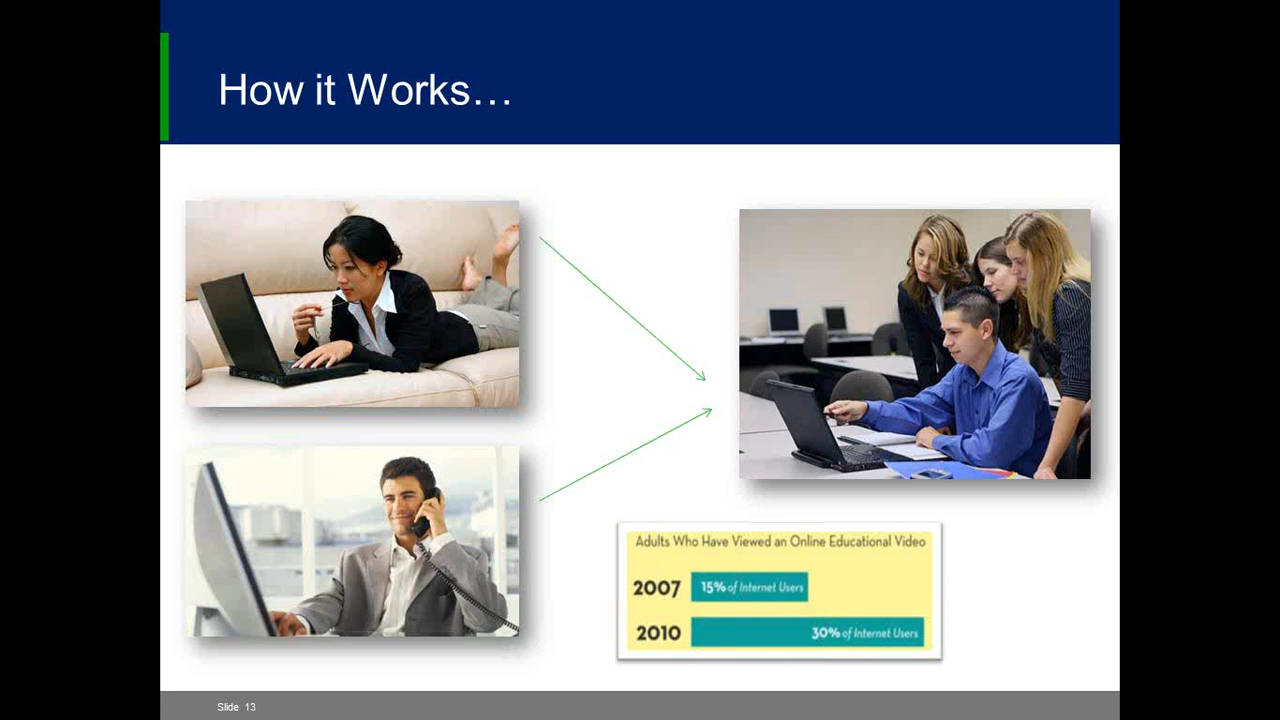 How it Works…
Adults Who Have Viewed an Online Educational Video
2007 15% of Internet Users
2010 30% of Internet Users
Slide 13